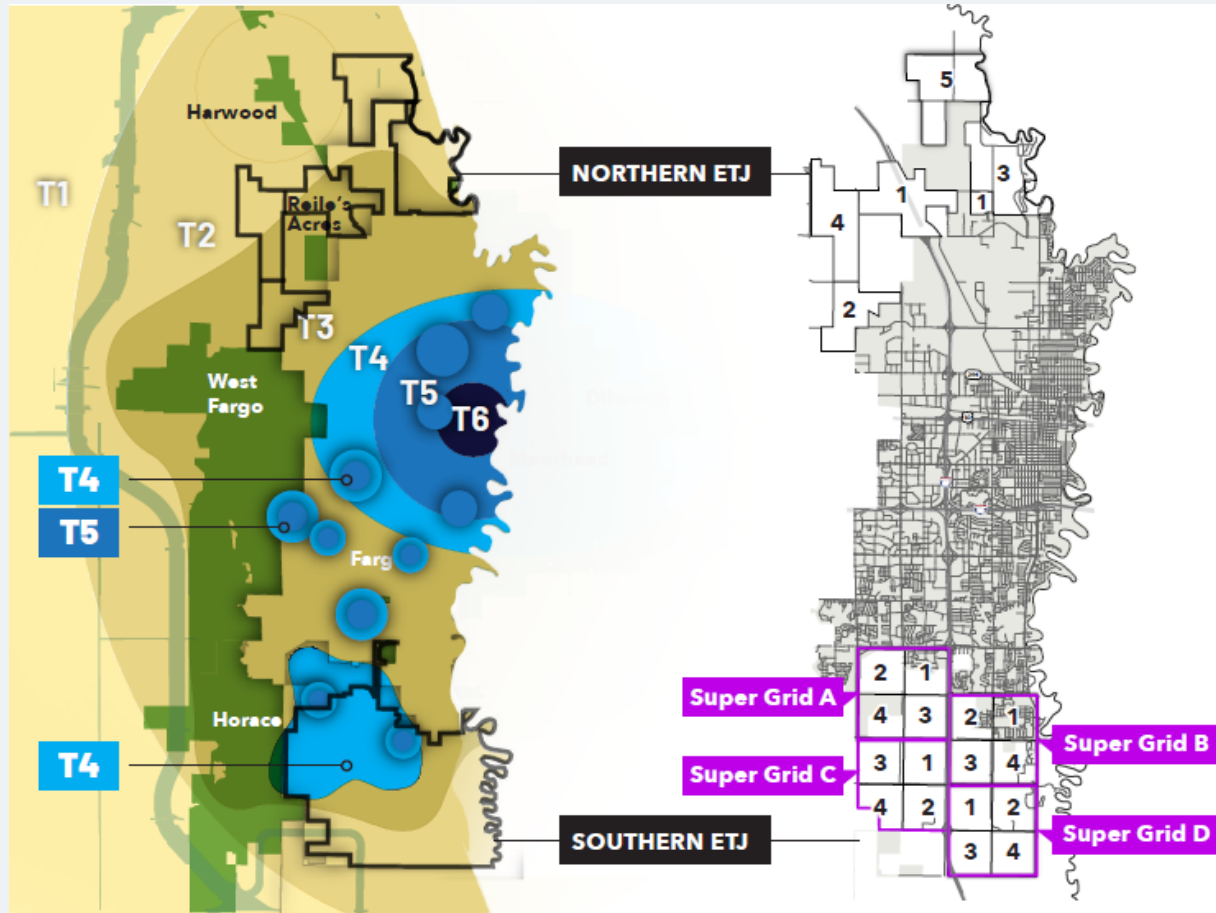 Harwood
T1
T2
Reile's
Acres
T3
T4
T5
T6
West
Fargo
T4
T5
Farg
Horace
T4
NORTHERN ETJ
SOUTHERN ETJ
5
3
1
1
4
2
2
1
4
3
2
1
3
1
3
4
4
2
1
2
3
4
Super Grid A
Super Grid B
Super Grid C
Super Grid D